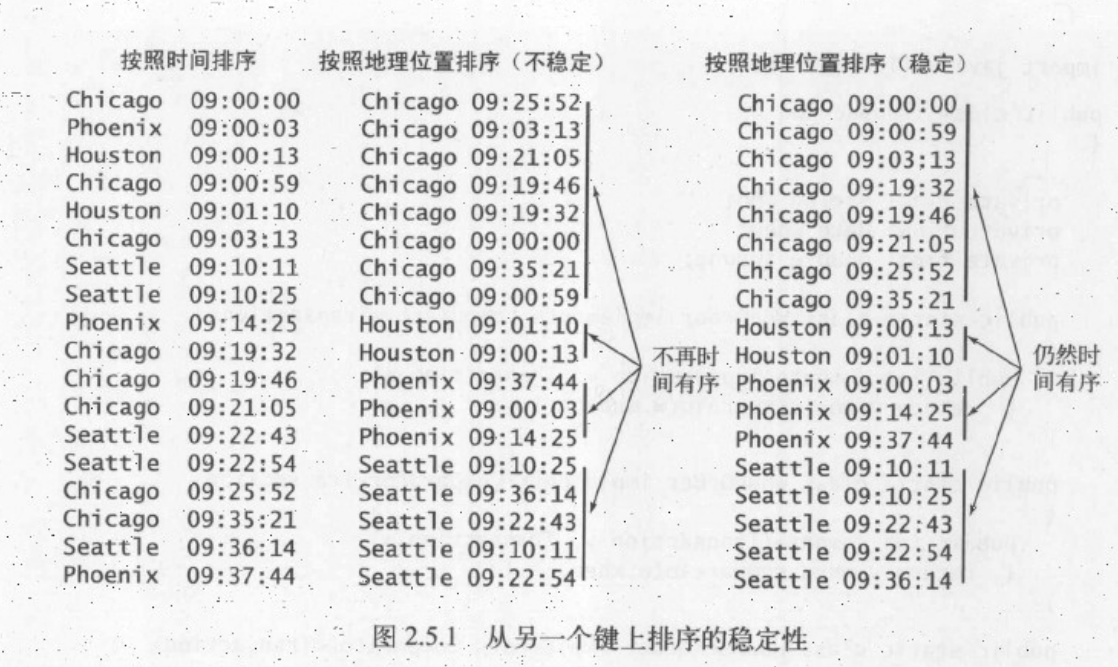 按照时间排序 按照地理位置排序（不稳定） 按照地理位置排序（稳定）
Chicago 09:00:00 Chicago 09:25:52 Chicago 09:00:00
Phoenix 09:00:03 Chicago 09:03:13 Chicago 09:00:59
Houston 09:00:13 Chicago 09:21:05 Chicago 09:03:13
Chicago 09:00:59 Chicago 09:19:46 Chicago 09:19:32
Houston 09:01:10 Chicago 09:19:32 Chicago 09:19:46
Chicago 09:03:13 Chicago 09:00:00 Chicago 09:21:05
Seattle 09:10:11 Chicago 09:35:21 Chicago 09:25:52
Seattle 09:10:25 Chicago 09:00:59 Chicago 09:35:21
Phoenix 09:14:25 Houston 09:01:10 Houston 09:00:13
Chicago 09:19:32 Houston 09:00:13 不再时 Houston 09:01:10 仍然时
Chicago 09:19:46 Phoenix 09:37:44 间有序 Phoenix 09:00:03 间有序
Chicago 09:21:05 Phoenix 09:00:03 Phoenix 09:14:25
Seattle 09:22:43 Phoenix 09:14:25 Phoenix 09:37:44
Seattle 09:22:54 Seattle 09:10:25 Seattle 09:10:11
Chicago 09:25:52 Seattle 09:36:14 Seattle 09:10:25
Chicago 09:35:21 Seattle 09:22:43 Seattle 09:22:43
Seattle 09:36:14 Seattle 09:10:11 Seattle 09:22:54
Phoenix 09:37:44 Seattle 09:22:54 Seattle 09:36:14
图 2.5.1 从另一个键上排序的稳定性